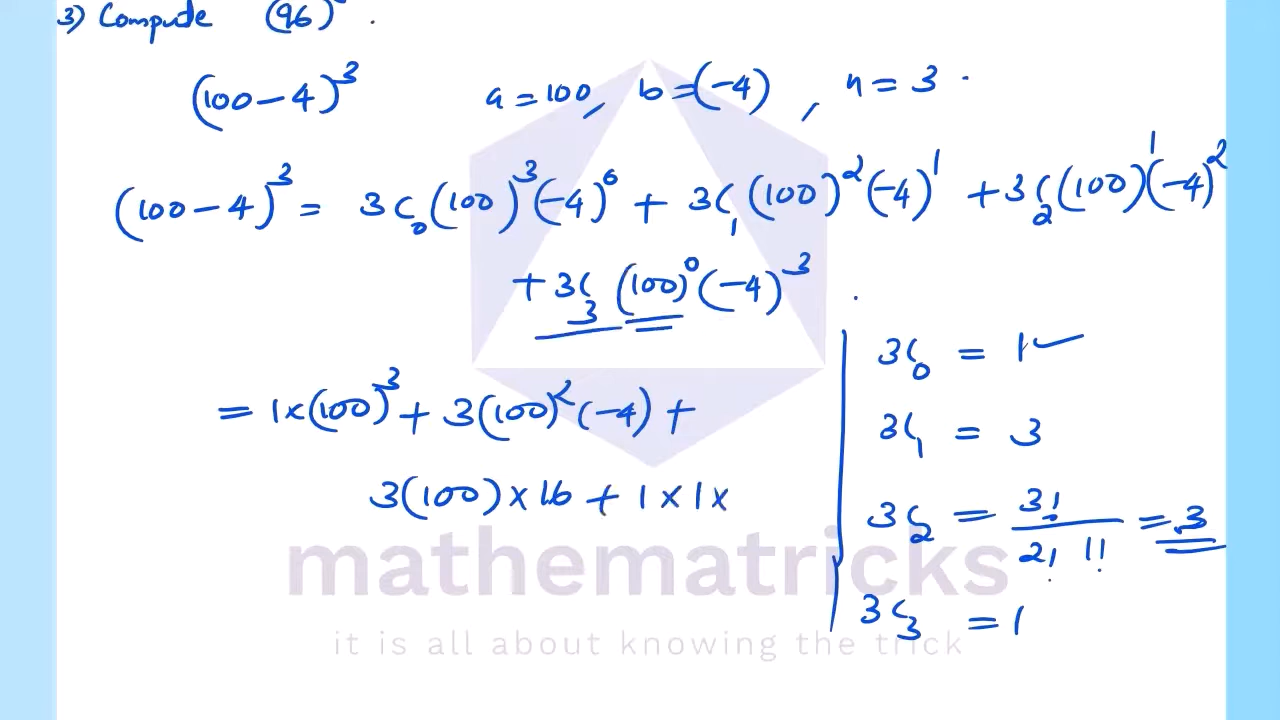 3) Compute (96)³.
(100-4)³ a=100, b=(-4), n=3.
(100-4)³ = 3C₀(100)³(-4)⁰ + 3C₁(100)²(-4)¹ + 3C₂(100)¹(-4)²
+ 3C₃ (100)⁰(-4)³
= 1×(100)³ + 3(100)²(-4) +
3(100)×16 + 1×1×
3C₀ = 1
3C₁ = 3
3C₂ = 3!/2! 1! = 3
3C₃ = 1
mathematricks
it is all about knowing the trick